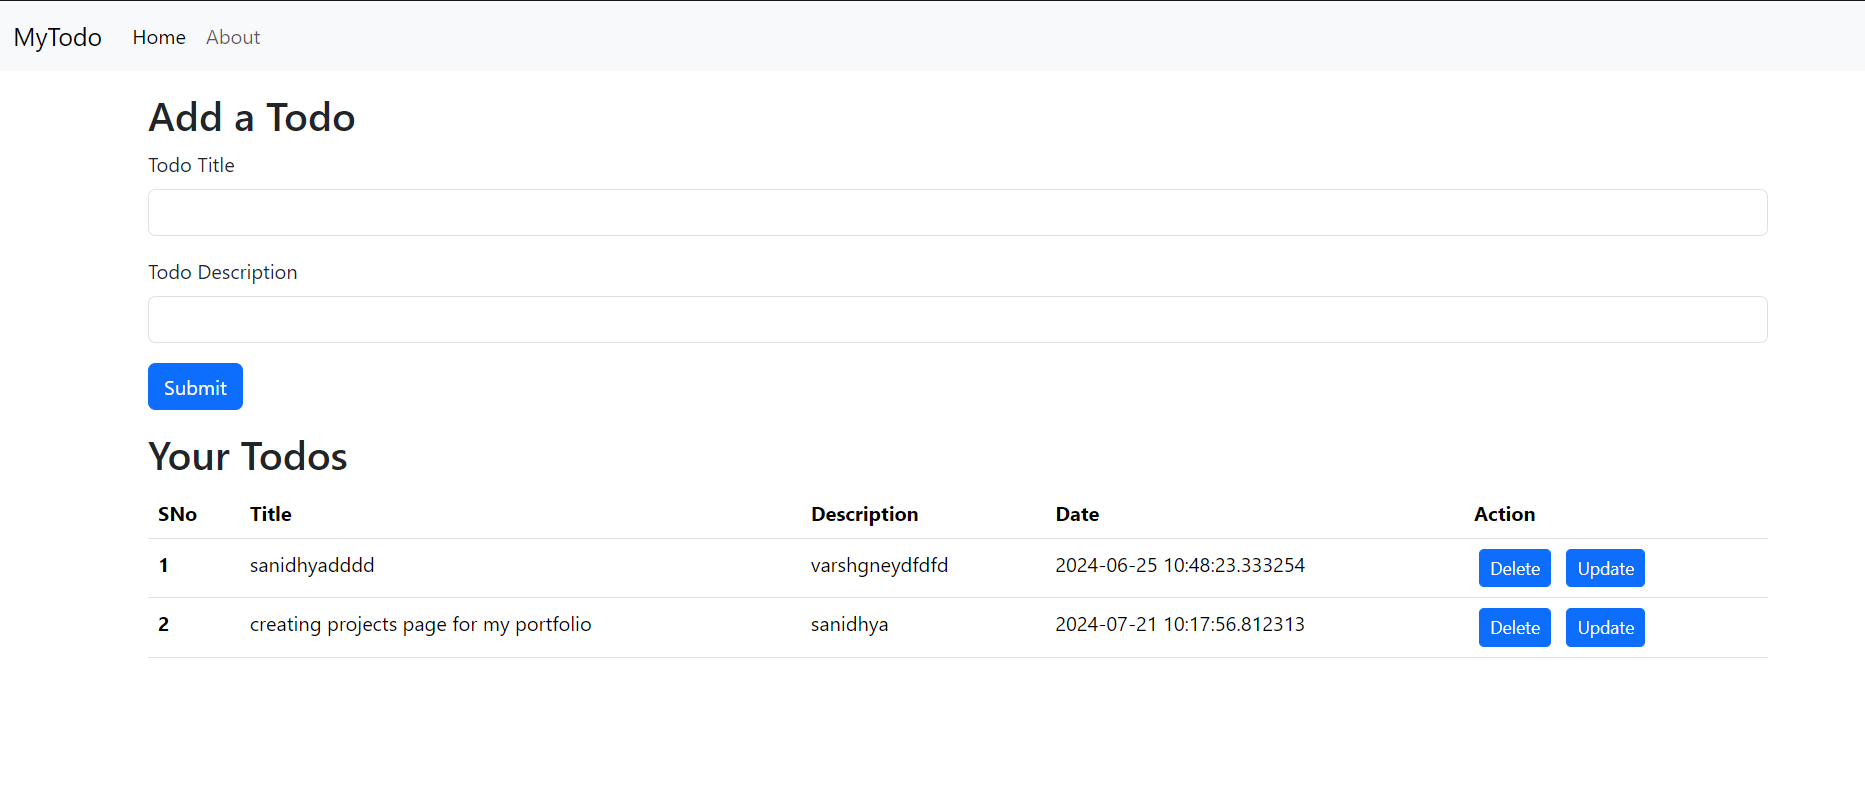 MyTodo Home About
Add a Todo
Todo Title
Todo Description
Submit
Your Todos
SNo Title Description Date Action
1 sanidhyadddd varshgneydfdfd 2024-06-25 10:48:23.333254 Delete Update
2 creating projects page for my portfolio sanidhya 2024-07-21 10:17:56.812313 Delete Update